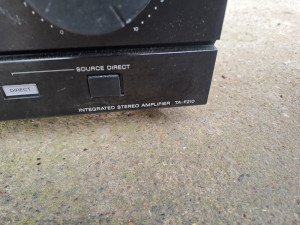 10
SOURCE DIRECT
DIRECT
INTEGRATED STEREO AMPLIFIER TA-F210